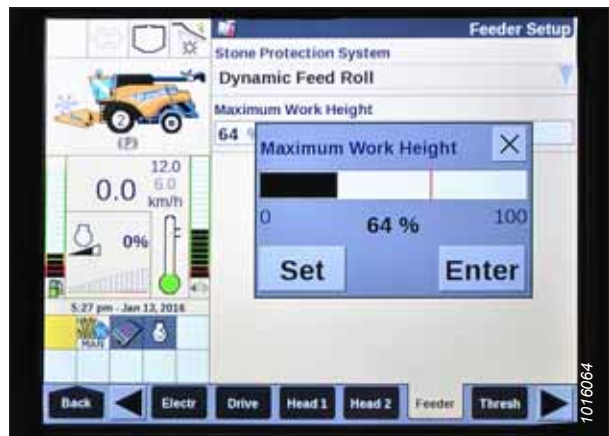 Feeder Setup
Stone Protection System
Dynamic Feed Roll
Maximum Work Height
64
Maximum Work Height
0
64 %
100
Set
Enter
2
(P)
12.0
6.0
0.0
km/h
0%
5:27 pm - Jan 13, 2016
MAN
Back
Electr
Drive
Head 1
Head 2
Feeder
Thresh
1016064